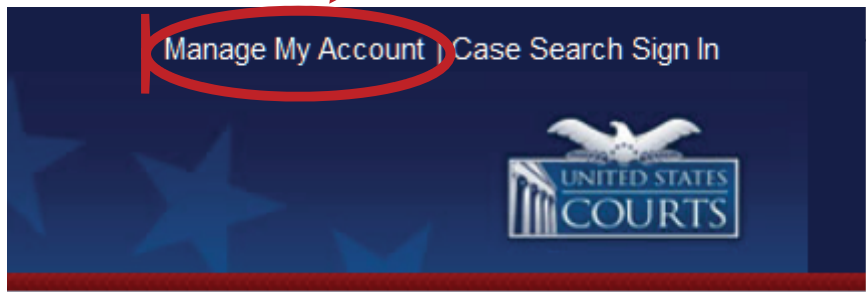 Manage My Account | Case Search Sign In
UNITED STATES
COURTS